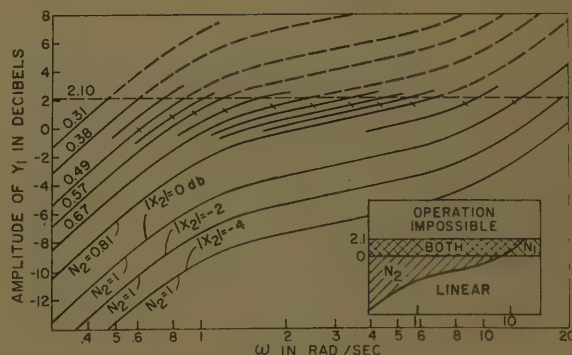 AMPLITUDE OF Y₁ IN DECIBELS
8
6
4
2
0
-2
-4
-6
-8
-10
-12
2.10
0.31
0.38
0.49
0.57
0.67
N₂=0.81
N₂=1
N₂=1
N₂=1
|X₂|=0 db
|X₂|=-2
|X₂|=-4
OPERATION
IMPOSSIBLE
2.1
BOTH
N₁
0
N₂
LINEAR
1
10
.4
.6
.8
1
2
4
6
8
10
20
ω IN RAD/SEC